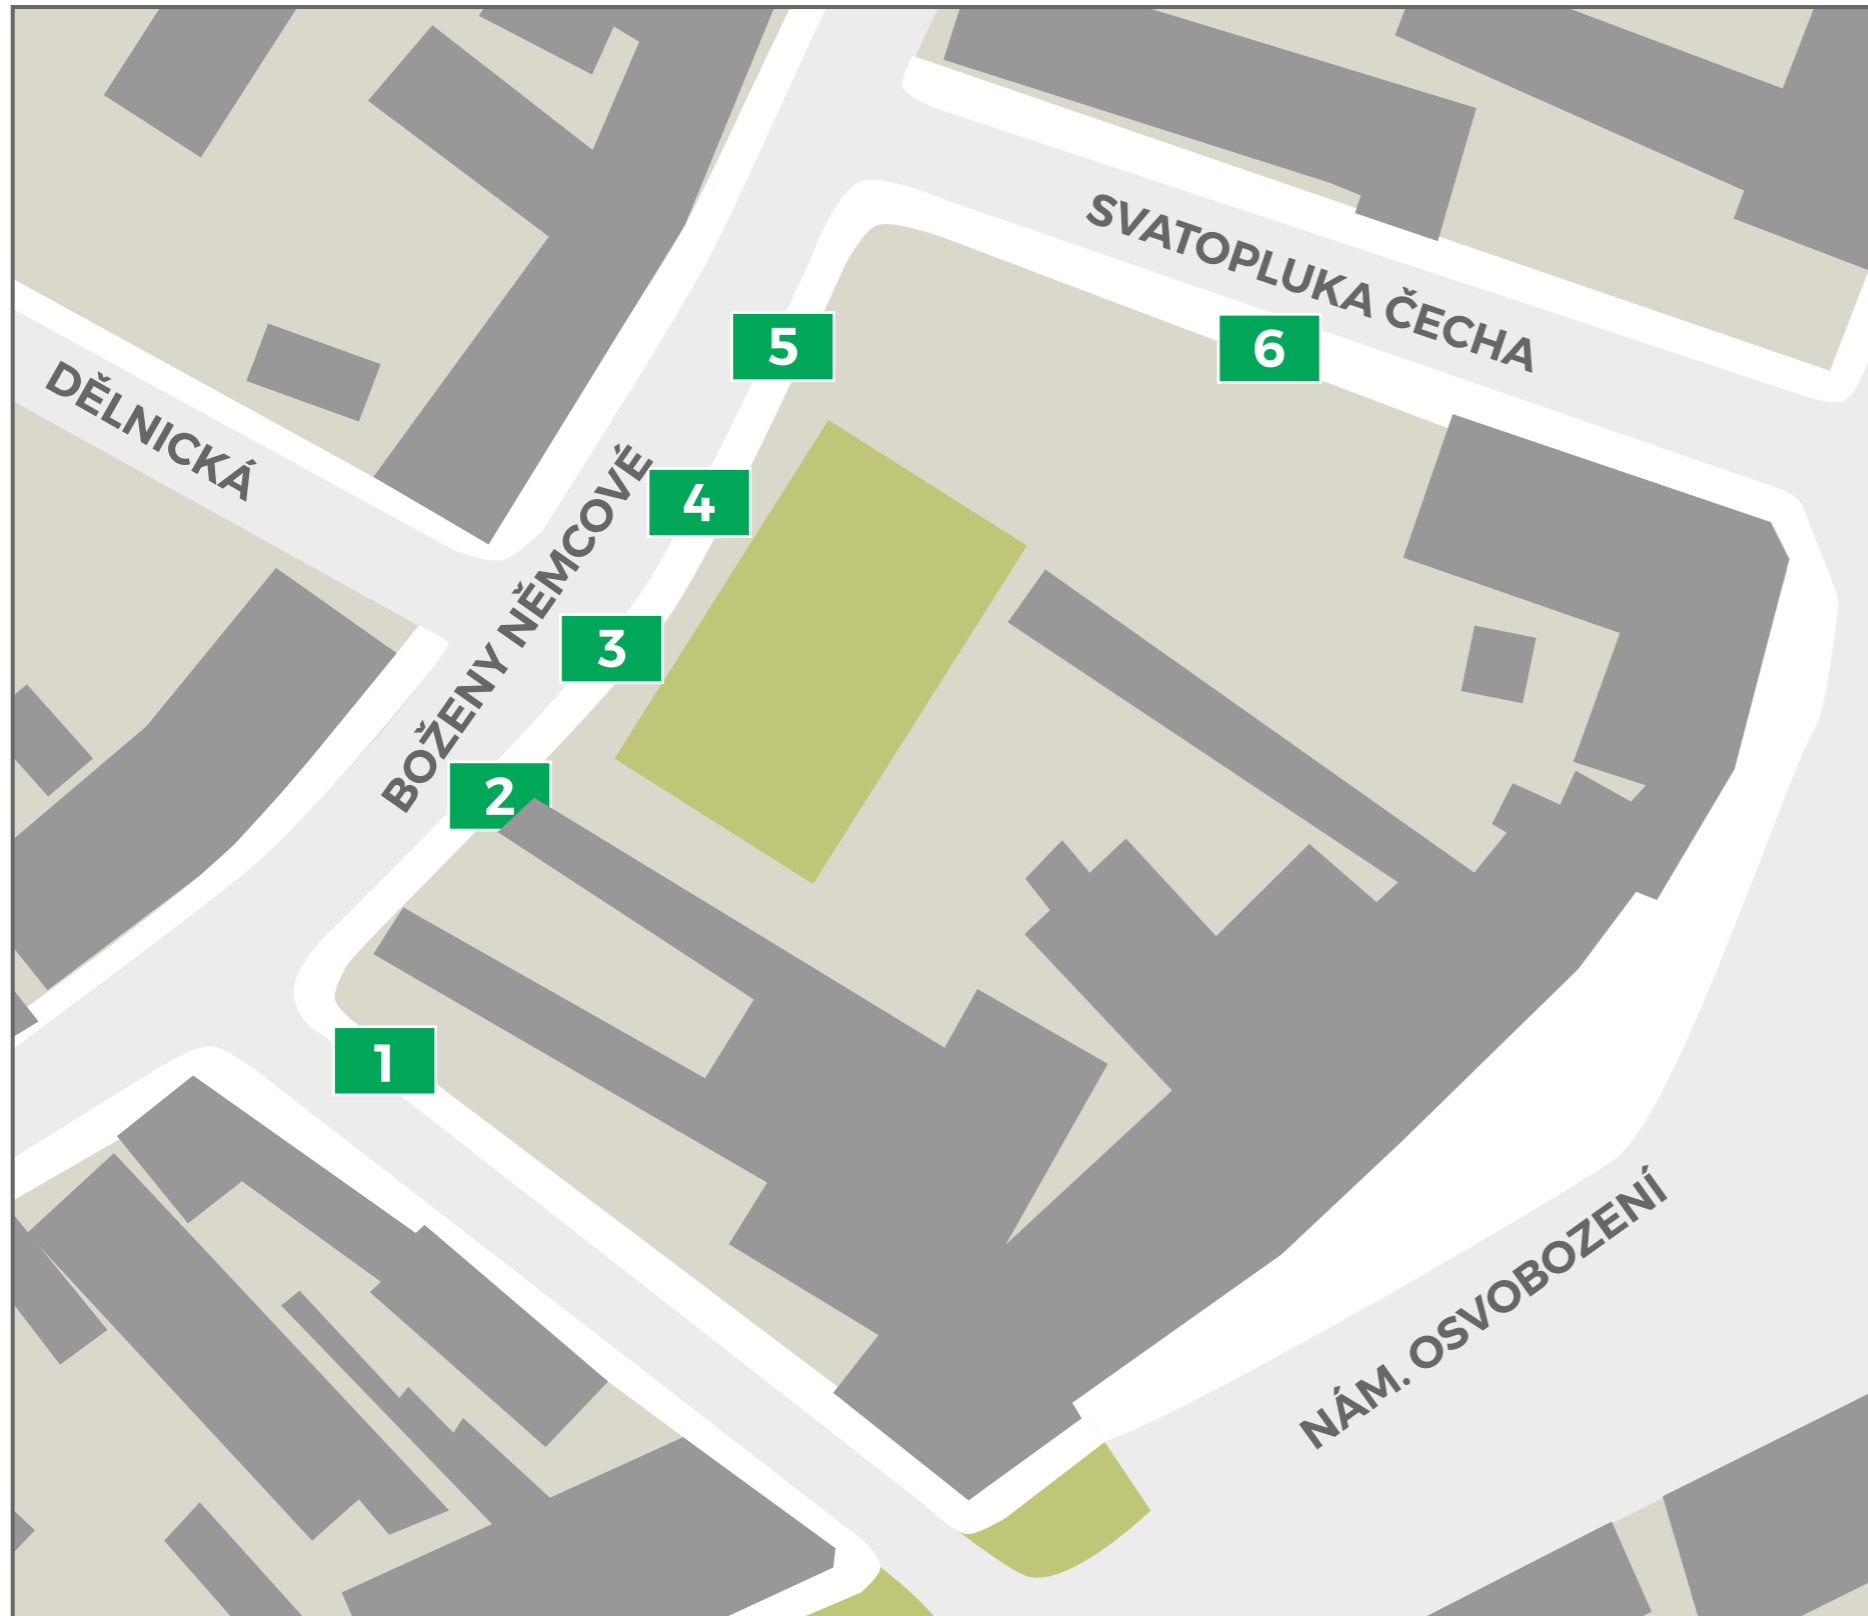 SVATOPLUKA ČECHA
5
6
DĚLNICKÁ
BOŽENY NĚMCOVÉ
4
3
2
1
NÁM. OSVOBOZENÍ